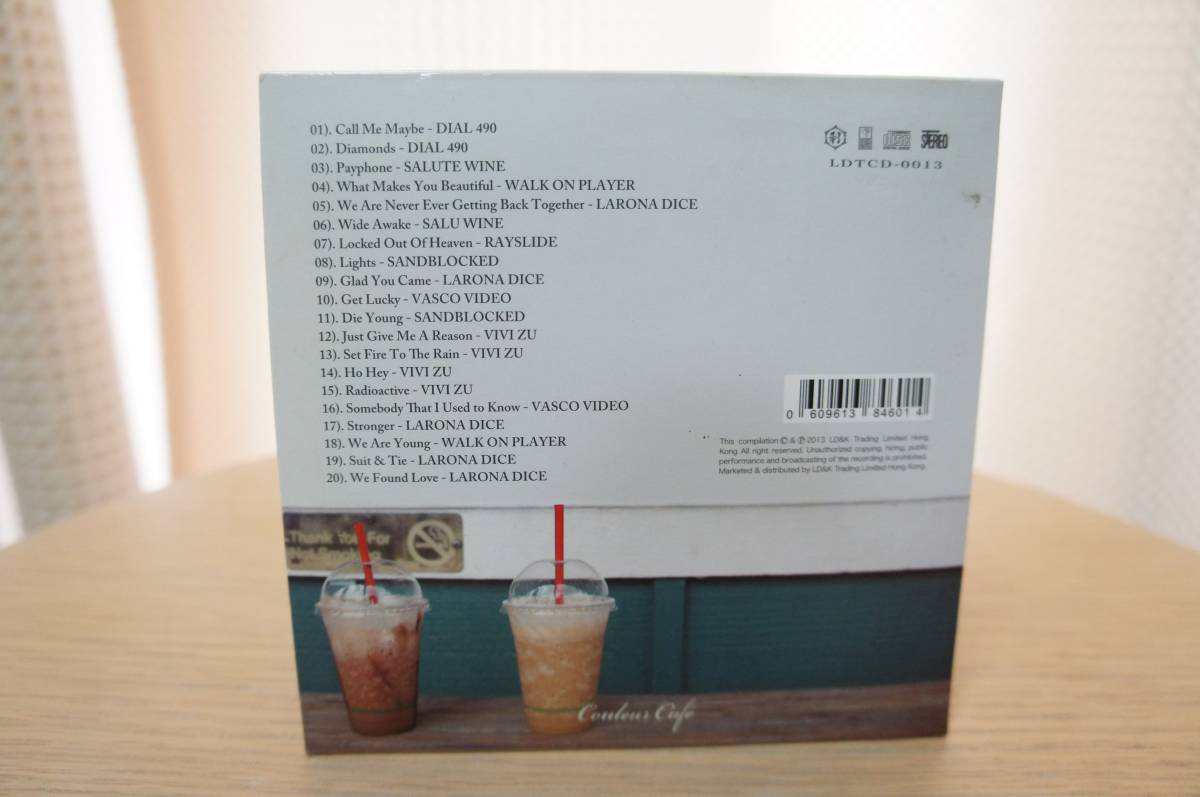 01). Call Me Maybe - DIAL 490
02). Diamonds - DIAL 490
03). Payphone - SALUTE WINE
04). What Makes You Beautiful - WALK ON PLAYER
05). We Are Never Ever Getting Back Together - LARONA DICE
06). Wide Awake - SALU WINE
07). Locked Out Of Heaven - RAYSLIDE
08). Lights - SANDBLOCKED
09). Glad You Came - LARONA DICE
10). Get Lucky - VASCO VIDEO
11). Die Young - SANDBLOCKED
12). Just Give Me A Reason - VIVI ZU
13). Set Fire To The Rain - VIVI ZU
14). Ho Hey - VIVI ZU
15). Radioactive - VIVI ZU
16). Somebody That I Used to Know - VASCO VIDEO
17). Stronger - LARONA DICE
18). We Are Young - WALK ON PLAYER
19). Suit & Tie - LARONA DICE
20). We Found Love - LARONA DICE
STEREO
LDTCD-0013
0 609613 84601 4
This compilation © & ℗ 2013 LD&K Trading Limited Hong
Kong. All right reserved. Unauthorized copying, hiring, public
performance and broadcasting of the recording is prohibited.
Marketed & distributed by LD&K Trading Limited Hong Kong.
Thank You For
Not Smoking
Couleur Café